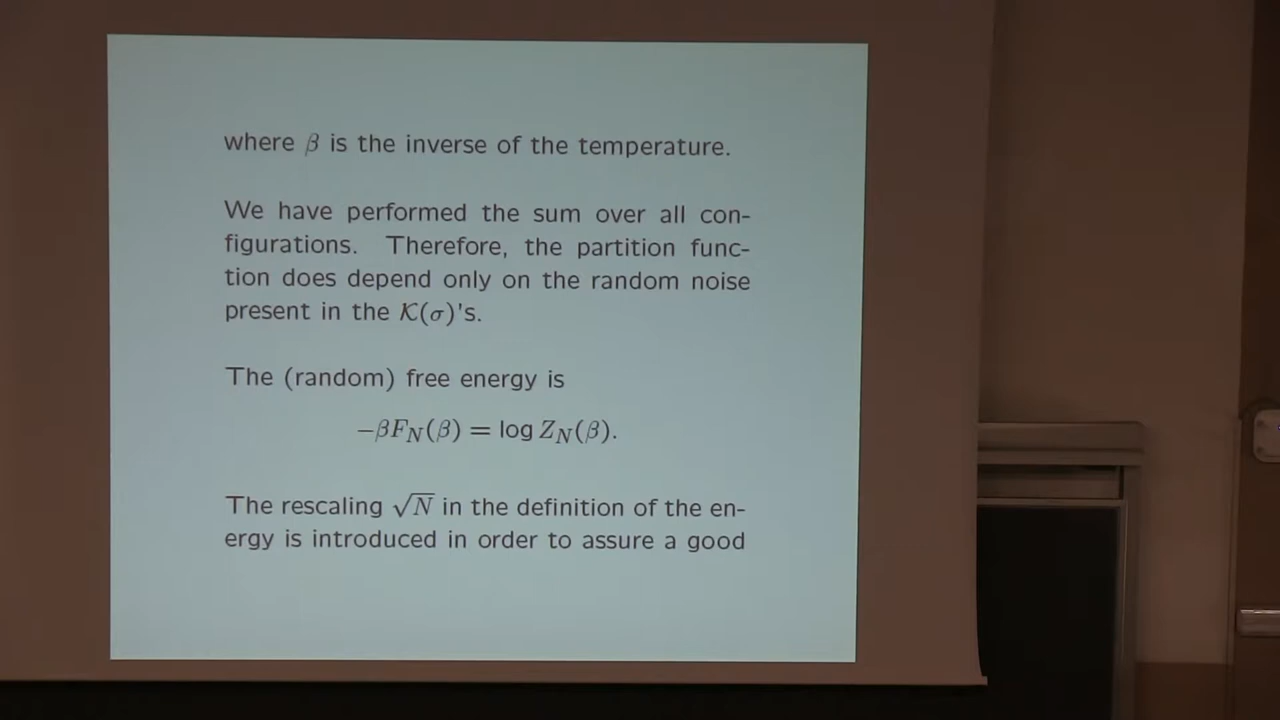 where β is the inverse of the temperature.
We have performed the sum over all con-
figurations. Therefore, the partition func-
tion does depend only on the random noise
present in the 𝒦(σ)'s.
The (random) free energy is
−βF_N(β) = log Z_N(β).
The rescaling √N in the definition of the en-
ergy is introduced in order to assure a good